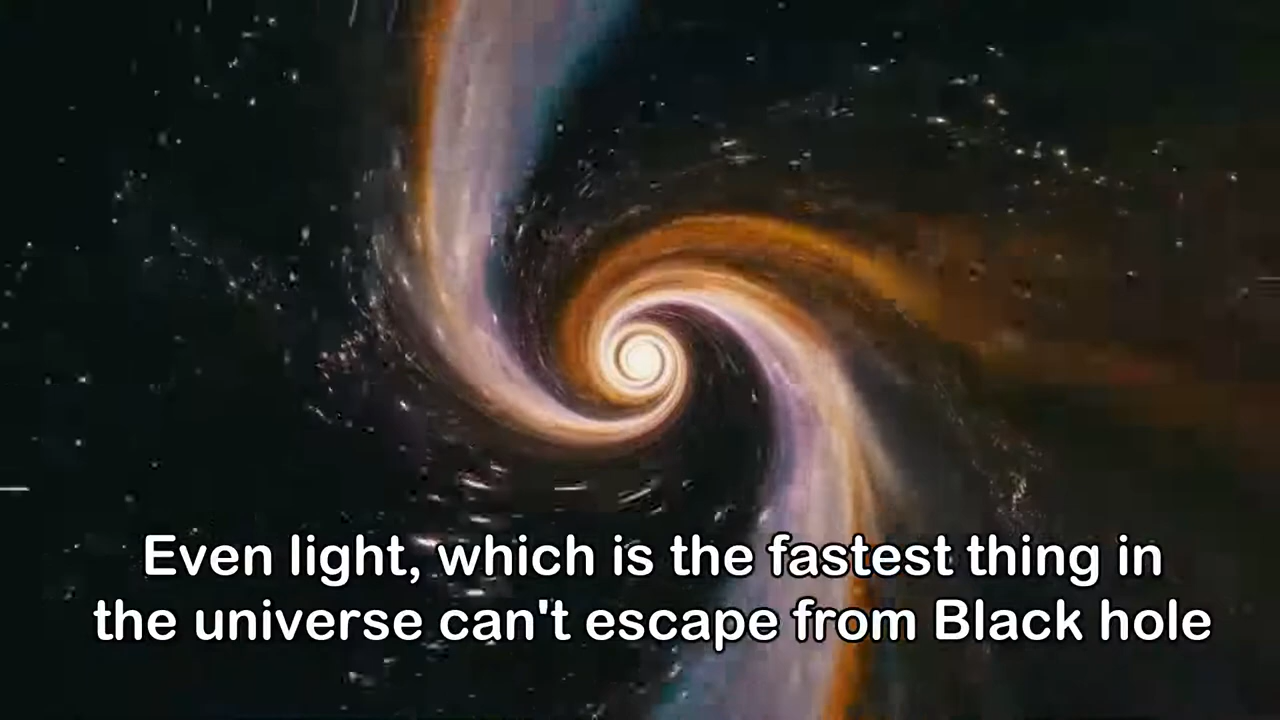 Even light, which is the fastest thing in
the universe can't escape from Black hole